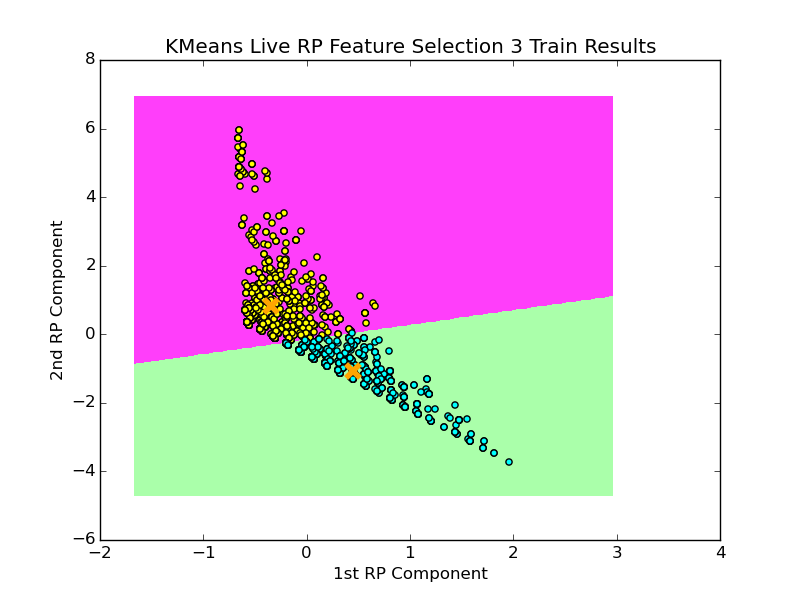 KMeans Live RP Feature Selection 3 Train Results
8
6
4
2
0
−2
−4
−6
2nd RP Component
−2 −1 0 1 2 3 4
1st RP Component